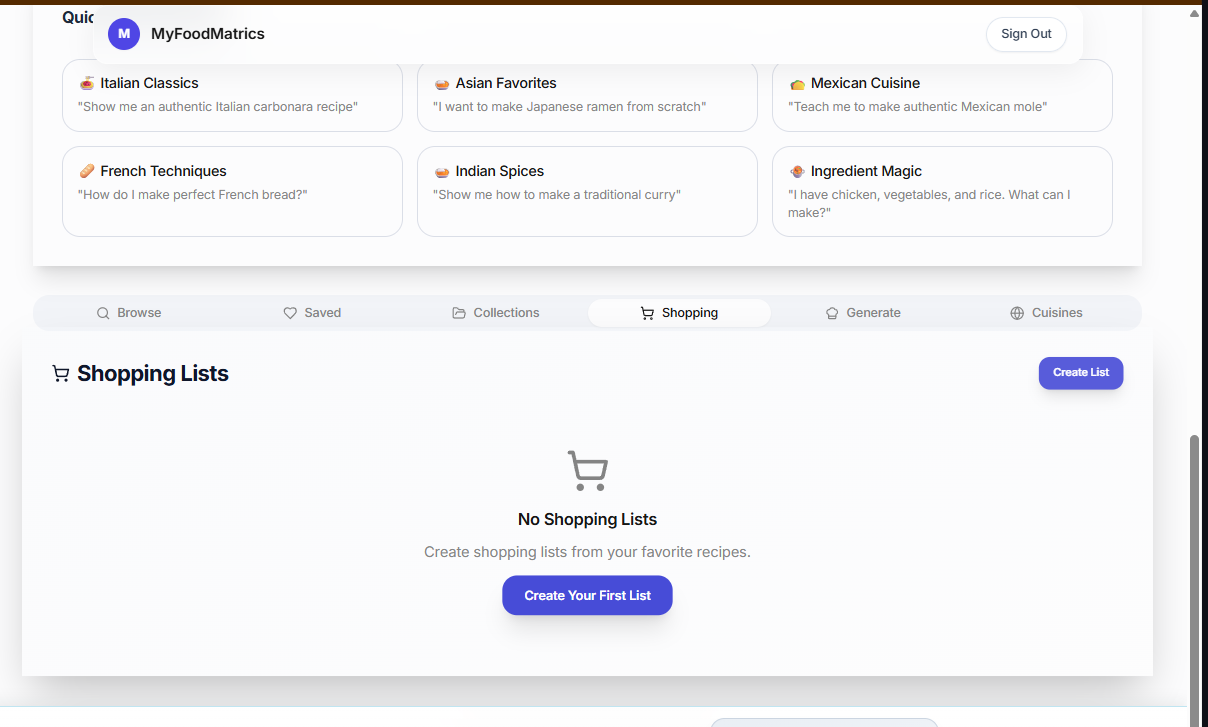 Quic
M MyFoodMatrics
Sign Out
Italian Classics
"Show me an authentic Italian carbonara recipe"
Asian Favorites
"I want to make Japanese ramen from scratch"
Mexican Cuisine
"Teach me to make authentic Mexican mole"
French Techniques
"How do I make perfect French bread?"
Indian Spices
"Show me how to make a traditional curry"
Ingredient Magic
"I have chicken, vegetables, and rice. What can I
make?"
Browse
Saved
Collections
Shopping
Generate
Cuisines
Shopping Lists
Create List
No Shopping Lists
Create shopping lists from your favorite recipes.
Create Your First List